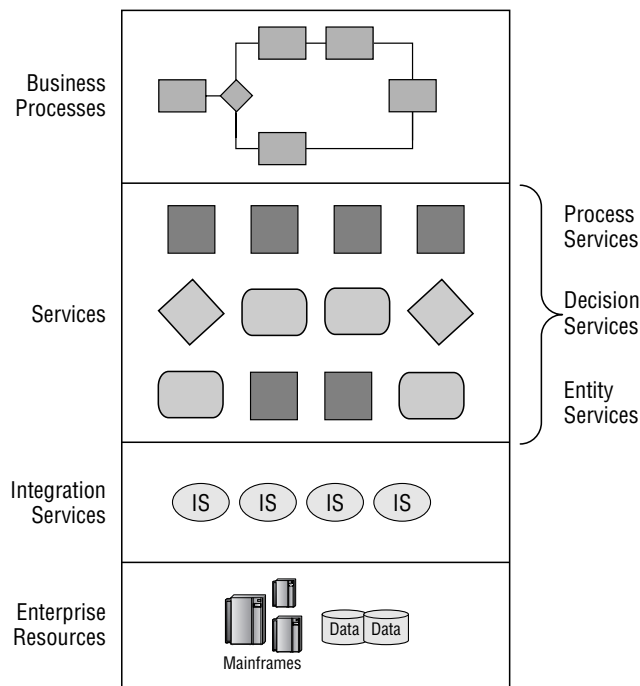 Business
Processes
Services
Process
Services
Decision
Services
Entity
Services
Integration
Services
IS IS IS IS
Enterprise
Resources
Data Data
Mainframes